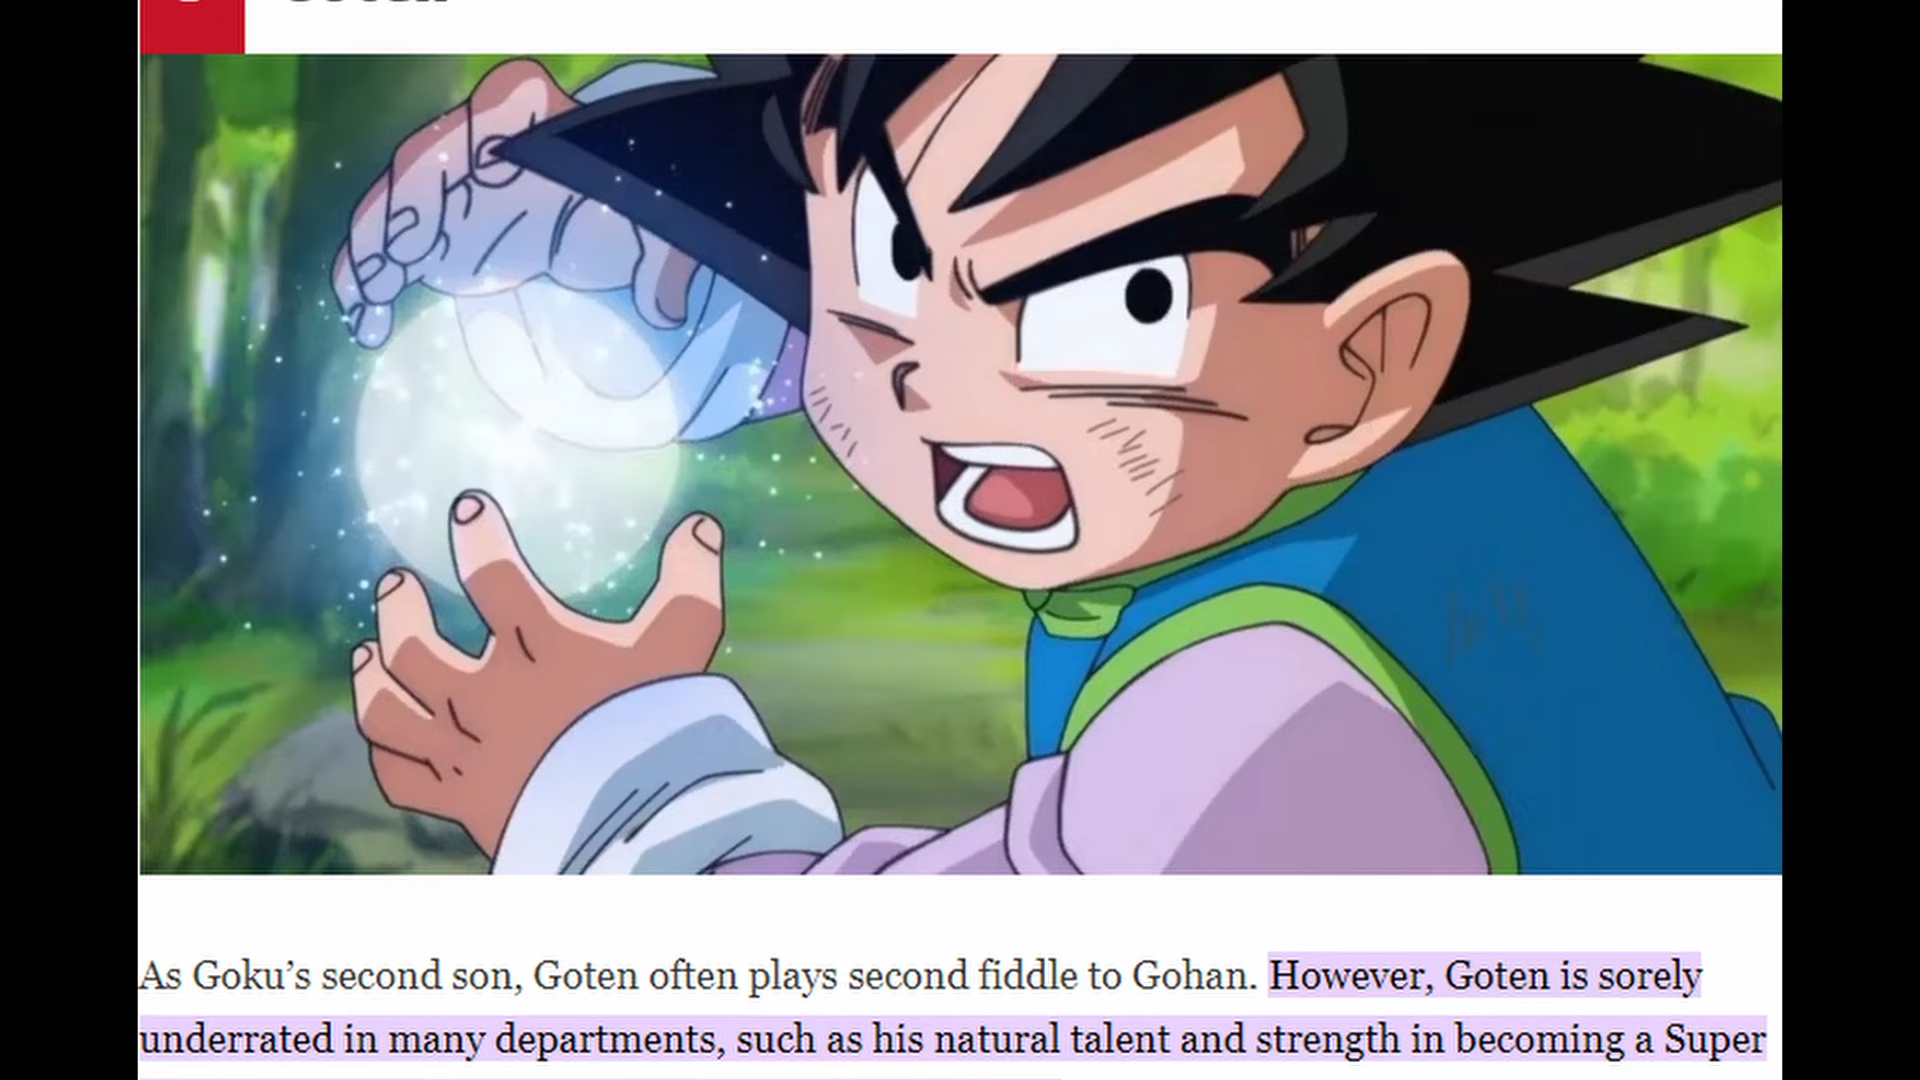 Goten
As Goku’s second son, Goten often plays second fiddle to Gohan. However, Goten is sorely
underrated in many departments, such as his natural talent and strength in becoming a Super